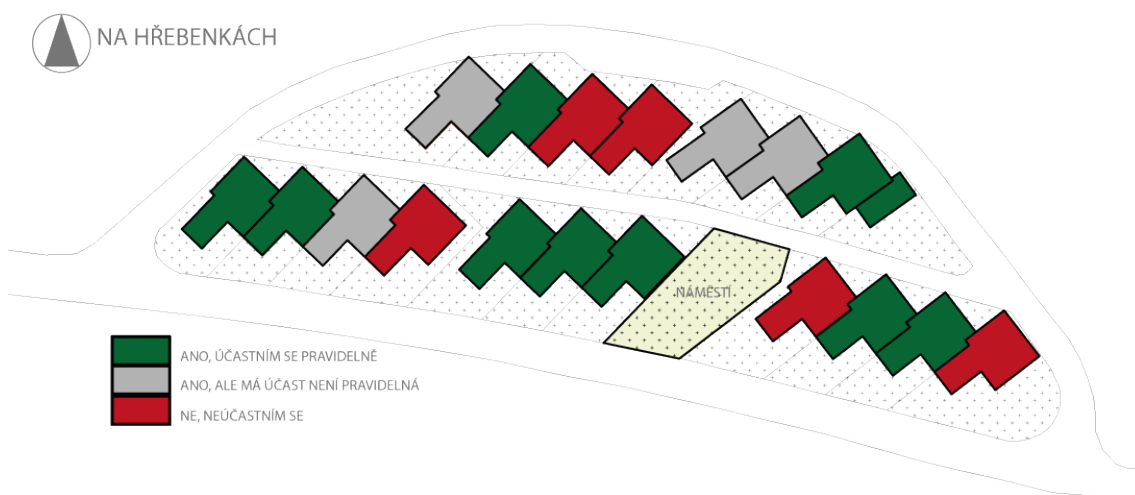 NA HŘEBENKÁCH
NÁMĚSTÍ
ANO, ÚČASTNÍM SE PRAVIDELNĚ
ANO, ALE MÁ ÚČAST NENÍ PRAVIDELNÁ
NE, NEÚČASTNÍM SE